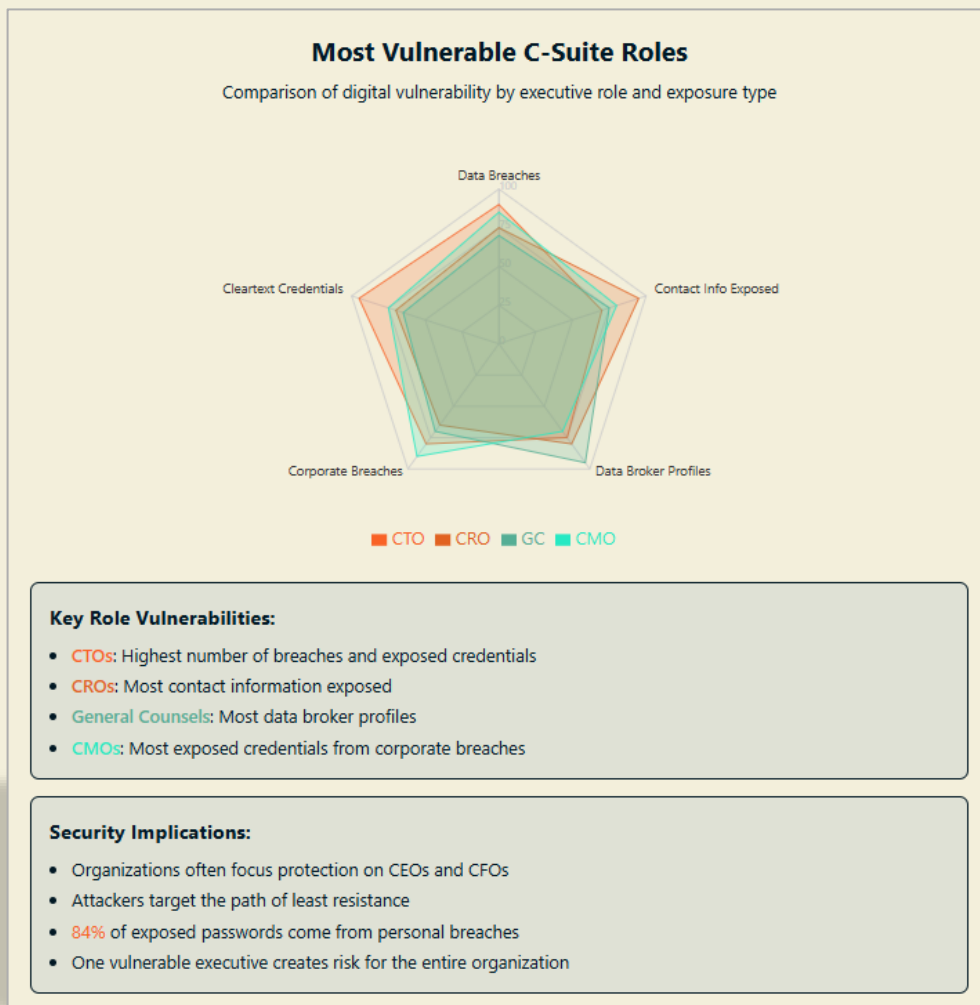 Most Vulnerable C-Suite Roles
Comparison of digital vulnerability by executive role and exposure type
Data Breaches
100
75
50
25
0
Cleartext Credentials
Contact Info Exposed
Corporate Breaches
Data Broker Profiles
CTO CRO GC CMO
Key Role Vulnerabilities:
• CTOs: Highest number of breaches and exposed credentials
• CROs: Most contact information exposed
• General Counsels: Most data broker profiles
• CMOs: Most exposed credentials from corporate breaches
Security Implications:
• Organizations often focus protection on CEOs and CFOs
• Attackers target the path of least resistance
• 84% of exposed passwords come from personal breaches
• One vulnerable executive creates risk for the entire organization